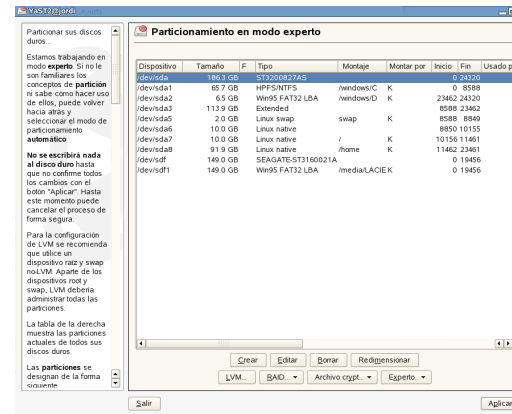 YaST2@jordi
Particionar sus discos
duros...
Estamos trabajando en
modo experto. Si no le
son familiares los
conceptos de partición
ni sabe cómo hacer uso
de ellos, puede volver
hacia atrás y
seleccionar el modo de
particionamiento
automático
No se escribirá nada
al disco duro hasta
que no confirme todos
los cambios con el
botón "Aplicar". Hasta
este momento puede
cancelar el proceso de
forma segura.
Para la configuración
de LVM se recomienda
que utilice un
dispositivo raíz y swap
no-LVM. Aparte de los
dispositivos root y
swap, LVM debería
administrar todas las
particiones.
La tabla de la derecha
muestra las particiones
actuales de todos sus
discos duros.
Las particiones se
designan de la forma
siguiente
Particionamiento en modo experto
Dispositivo Tamaño F Tipo Montaje Montar por Inicio Fin Usado p
/dev/sda 186.3 GB ST3200827AS 0 24320
/dev/sda1 65.7 GB HPFS/NTFS /windows/C K 0 8588
/dev/sda2 6.5 GB Win95 FAT32 LBA /windows/D K 23462 24320
/dev/sda3 113.9 GB Extended 8588 23462
/dev/sda5 2.0 GB Linux swap swap K 8588 8849
/dev/sda6 10.0 GB Linux native 8850 10155
/dev/sda7 10.0 GB Linux native / K 10156 11461
/dev/sda8 91.9 GB Linux native /home K 11462 23461
/dev/sdf 149.0 GB SEAGATE-ST3160021A 0 19456
/dev/sdf1 149.0 GB Win95 FAT32 LBA /media/LACIE K 0 19456
Crear Editar Borrar Redimensionar
LVM... RAID... Archivo crypt... Experto..
Salir Aplicar